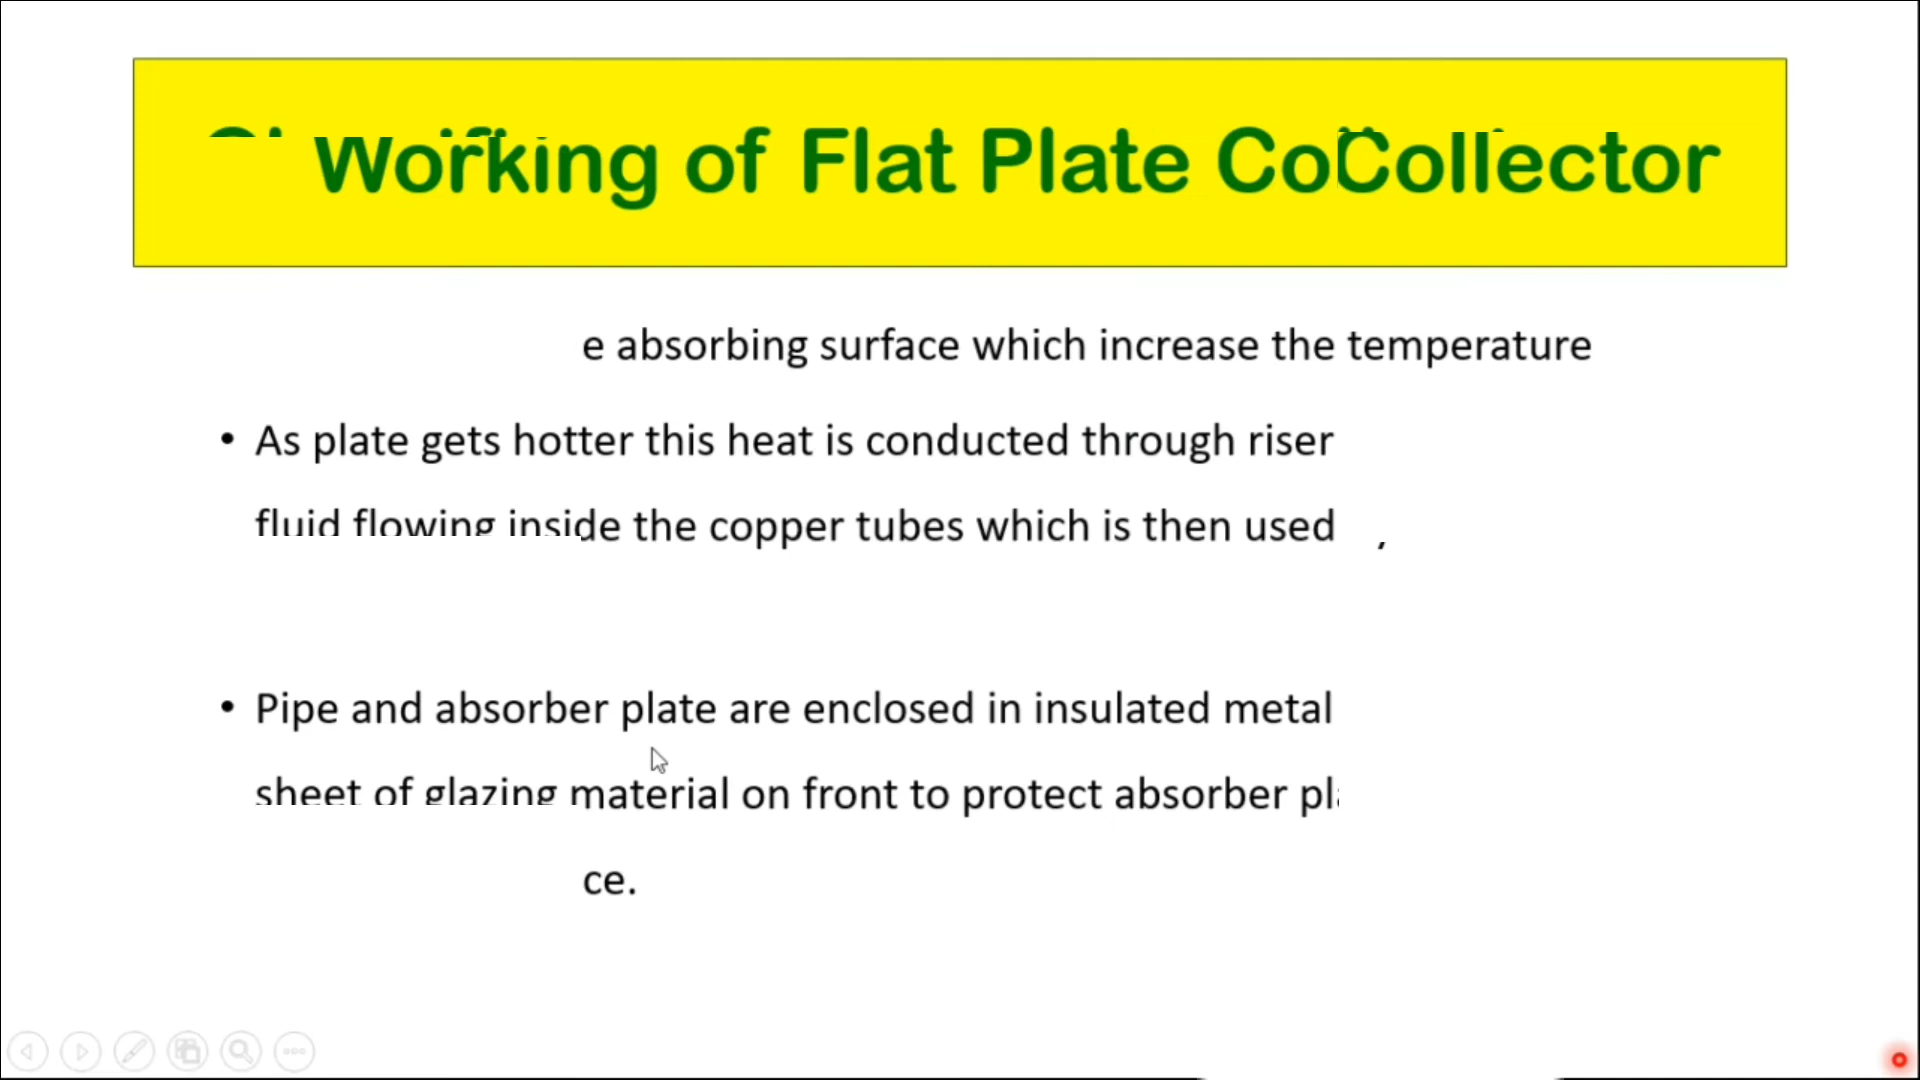 Working of Flat Plate CoCollector
e absorbing surface which increase the temperature
• As plate gets hotter this heat is conducted through riser
fluid flowing inside the copper tubes which is then used ,
• Pipe and absorber plate are enclosed in insulated metal
sheet of glazing material on front to protect absorber
ce.